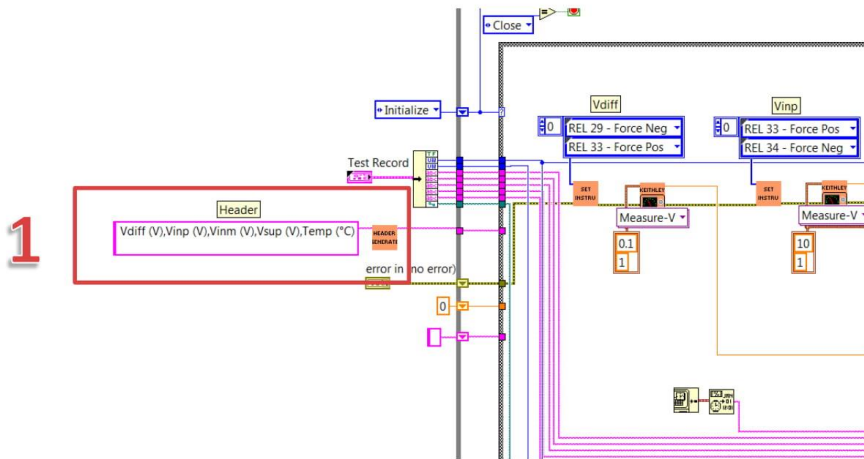 Close
Initialize
Test Record
Header
Vdiff (V),Vinp (V),Vinm (V),Vsup (V),Temp (°C)
HEADER
GENERATE
1
error in (no error)
0
Vdiff
0
REL 29 - Force Neg
REL 33 - Force Pos
SET
INSTRU
KEITHLEY
Measure-V
0.1
1
Vinp
0
REL 33 - Force Pos
REL 34 - Force Neg
SET
INSTRU
KEITHLEY
Measure-V
10
1